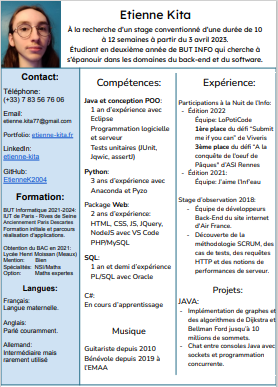 Etienne Kita
À la recherche d'un stage conventionné d'une durée de 10
à 12 semaines à partir du 3 avril 2023.
Étudiant en deuxième année de BUT INFO qui cherche à
s'épanouir dans les domaines du back-end et du software.
Contact:
Téléphone:
(+33) 7 83 56 76 06
Email:
etienne.kita77@gmail.com
Portfolio: etienne-kita.fr
LinkedIn:
etienne-kita
GitHub:
EtienneK2004
Formation:
BUT Informatique 2021-2024:
IUT de Paris - Rives de Seine
Anciennement Paris Descartes
Formation initiale et parcours
réalisation d'applications.
Obtention du BAC en 2021:
Lycée Henri Moissan (Meaux)
Mention: Bien
Spécialités: NSI/Maths
Option: Maths expertes
Langues:
Français:
Langue maternelle.
Anglais:
Parlé couramment.
Allemand:
Intermédiaire mais
rarement utilisé
Compétences:
Java et conception POO:
1 an d'expérience avec
Eclipse
Programmation logicielle
et serveur
Tests unitaires (JUnit,
Jqwic, assertJ)
Python:
3 ans d'expérience avec
Anaconda et Pyzo
Package Web:
2 ans d'expérience:
HTML, CSS, JS, JQuery,
NodeJS avec VS Code
PHP/MySQL
SQL:
1 an et demi d'expérience
PL/SQL avec Oracle
C#:
En cours d'apprentissage
Musique
Guitariste depuis 2010
Bénévole depuis 2019 à
l'EMAA
Expérience:
Participations à la Nuit de l'Info:
- Édition 2022
Équipe: LoPotiCode
1ère place du défi "Submit
me if you can" de Viveris
3ème place du défi "A la
conquête de l'oeuf de
Pâques" d'ASI Rennes
- Édition 2021:
Équipe: J'aime l'Inf'eau
Stage d'observation 2018:
- Équipe de développeurs
Back-End du site internet
d'Air France.
- Découverte de la
méthodologie SCRUM, des
cas de tests, des requêtes
HTTP et des notions de
performances de serveur.
Projets:
JAVA:
- Implémentation de graphes et
des algorithmes de Dijkstra et
Bellman Ford jusqu'à 10
millions de sommets.
- Chat entre consoles Java avec
sockets et programmation
concurrente.